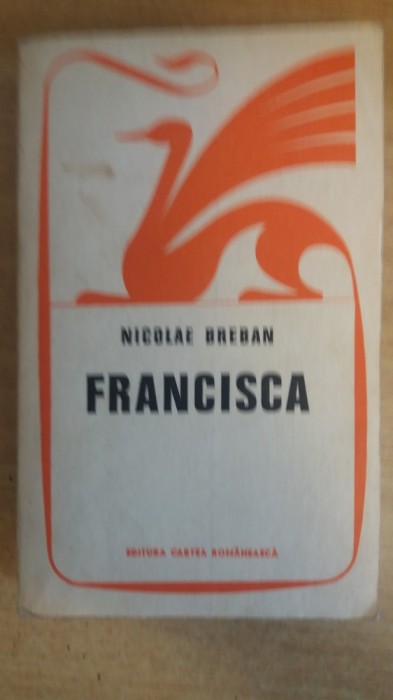 NICOLAE BREBAN
FRANCISCA
EDITURA CARTEA ROMÂNEASCĂ